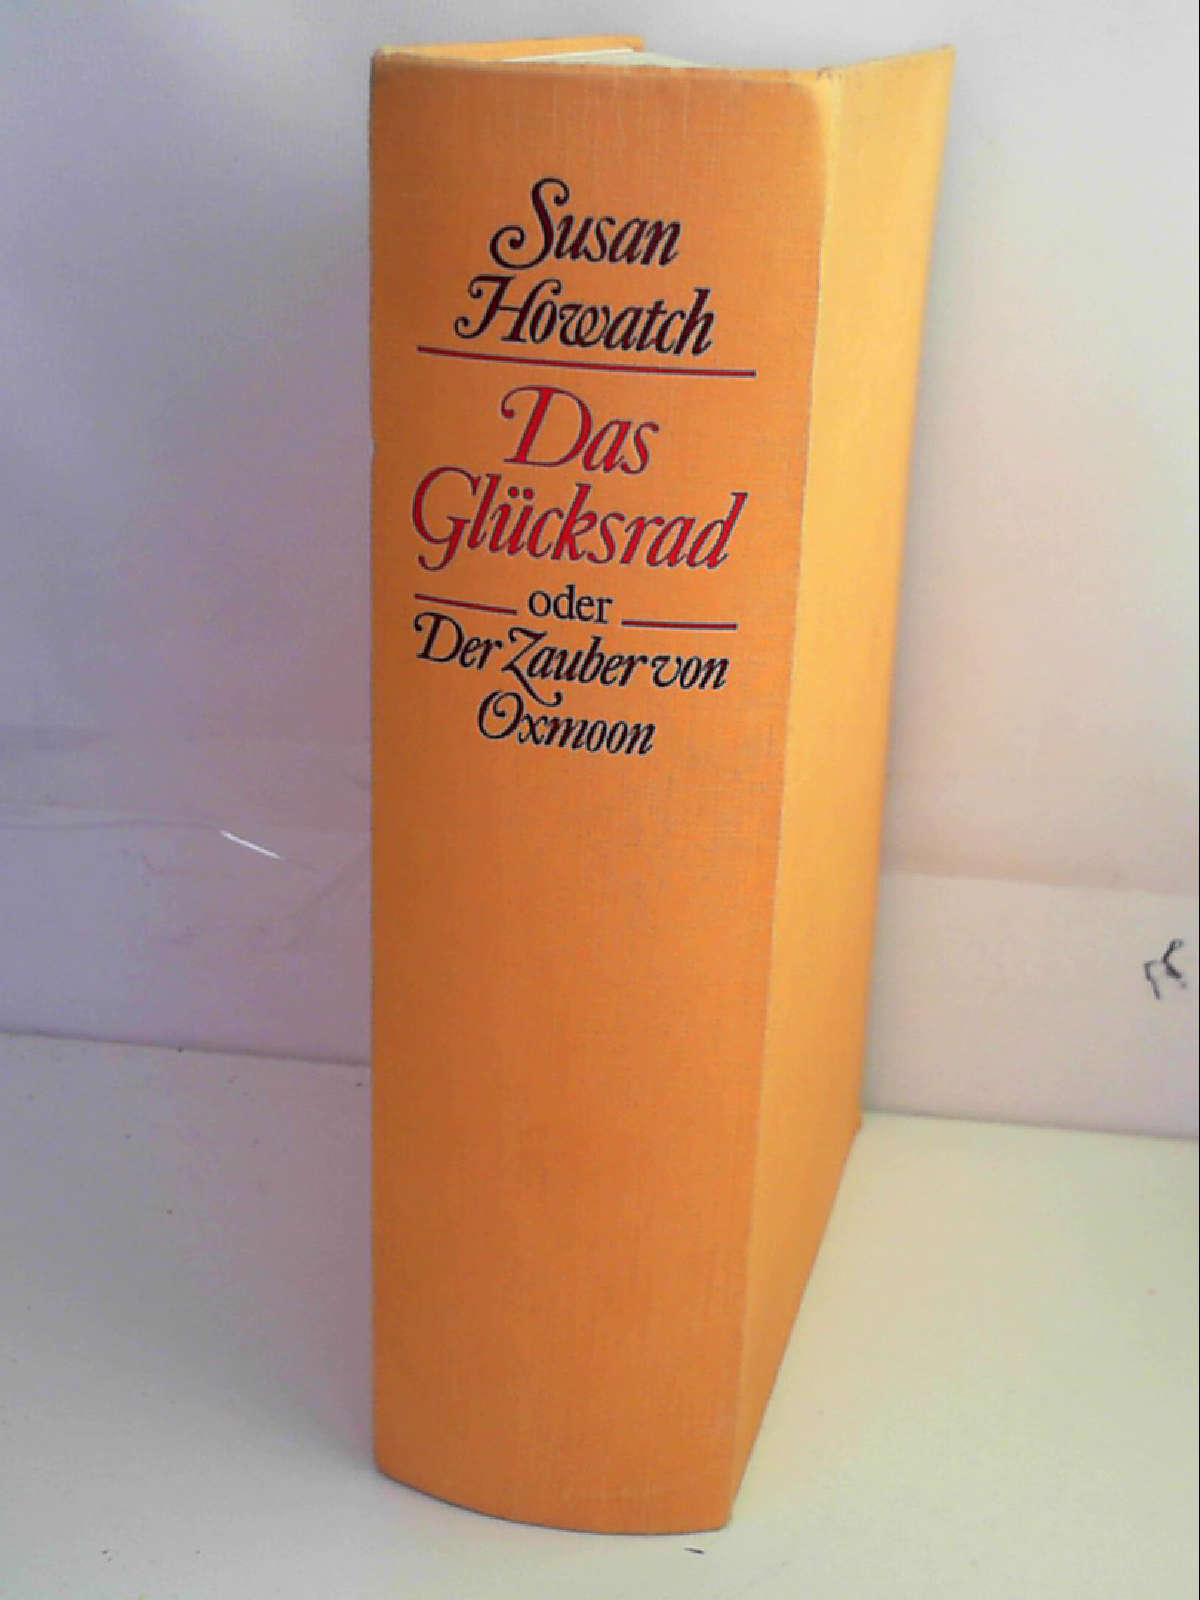 Susan
Howatch
Das
Glücksrad
oder
Der Zauber von
Oxmoon